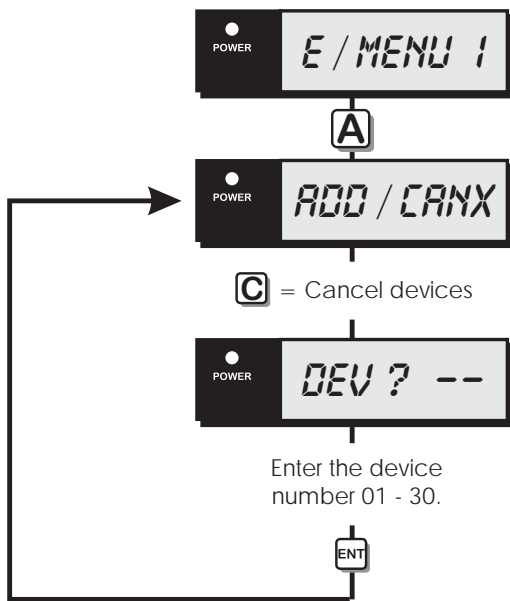 POWER
E / MENU 1
A
POWER
ADD / CANX
C = Cancel devices
POWER
DEV ? --
Enter the device
number 01 - 30.
ENT